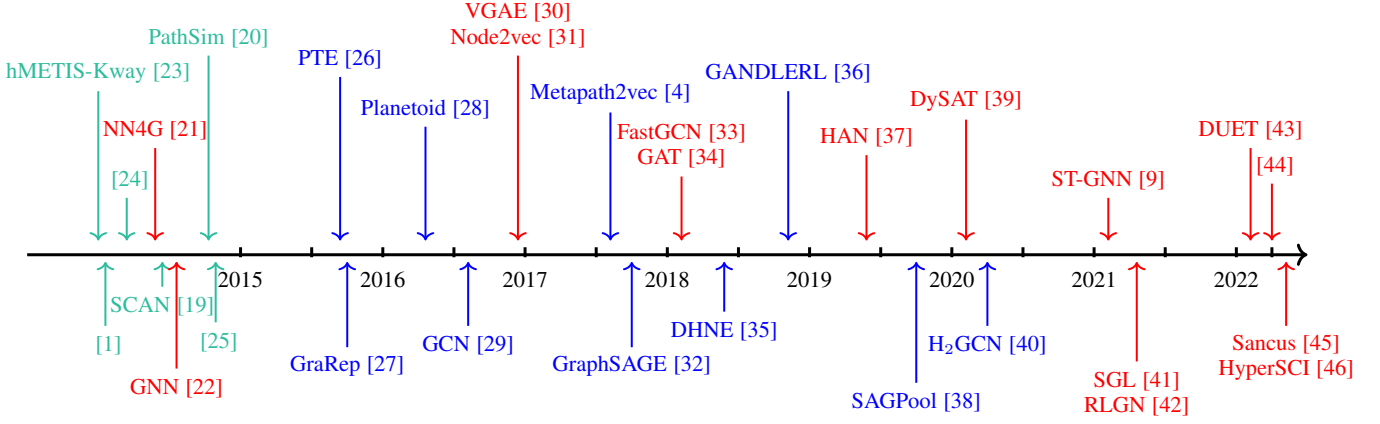 VGAE [30]
PathSim [20]
Node2vec [31]
PTE [26]
hMETIS-Kway [23]
GANDLERL [36]
Metapath2vec [4]
DySAT [39]
Planetoid [28]
NN4G [21]
FastGCN [33]
GAT [34]
HAN [37]
DUET [43]
[44]
[24]
ST-GNN [9]
2015
2016
2017
2018
2019
2020
2021
2022
SCAN [19]
[1]
[25]
GNN [22]
GraRep [27]
GCN [29]
GraphSAGE [32]
DHNE [35]
SAGPool [38]
H₂GCN [40]
SGL [41]
RLGN [42]
Sancus [45]
HyperSCI [46]